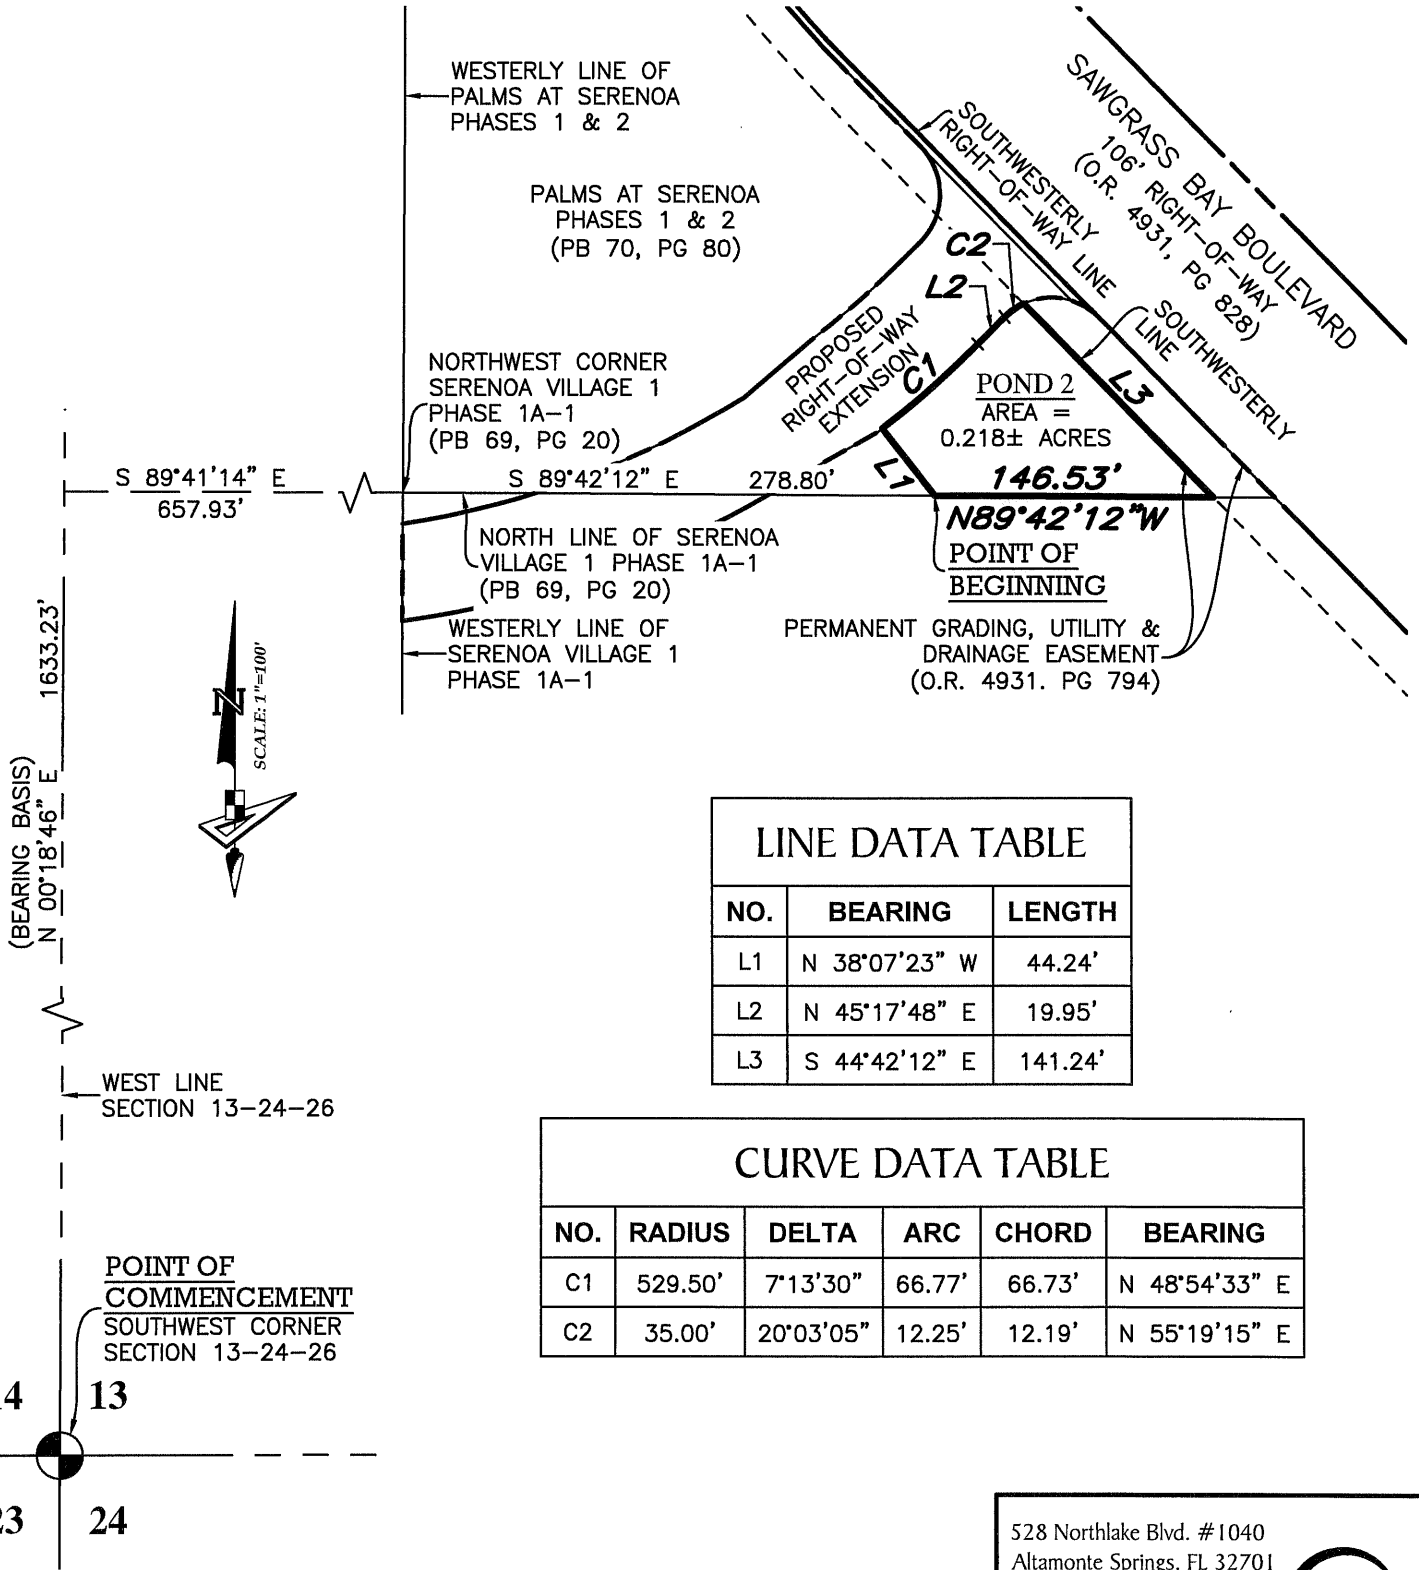 WESTERLY LINE OF
PALMS AT SERENOA
PHASES 1 & 2
PALMS AT SERENOA
PHASES 1 & 2
(PB 70, PG 80)
SOUTHWESTERLY
RIGHT-OF-WAY LINE
SAWGRASS BAY BOULEVARD
106' RIGHT-OF-WAY
(O.R. 4931, PG 828)
SOUTHWESTERLY
LINE
C2
L2
PROPOSED
RIGHT-OF-WAY
EXTENSION
C1
L3
POND 2
AREA =
0.218± ACRES
L1
146.53'
N89°42'12"W
POINT OF
BEGINNING
NORTHWEST CORNER
SERENOA VILLAGE 1
PHASE 1A-1
(PB 69, PG 20)
S 89°41'14" E
657.93'
S 89°42'12" E 278.80'
NORTH LINE OF SERENOA
VILLAGE 1 PHASE 1A-1
(PB 69, PG 20)
WESTERLY LINE OF
SERENOA VILLAGE 1
PHASE 1A-1
PERMANENT GRADING, UTILITY &
DRAINAGE EASEMENT
(O.R. 4931. PG 794)
(BEARING BASIS)
N 00°18'46" E 1633.23'
N
SCALE: 1"=100'
LINE DATA TABLE
NO. BEARING LENGTH
L1 N 38°07'23" W 44.24'
L2 N 45°17'48" E 19.95'
L3 S 44°42'12" E 141.24'
WEST LINE
SECTION 13-24-26
CURVE DATA TABLE
NO. RADIUS DELTA ARC CHORD BEARING
C1 529.50' 7°13'30" 66.77' 66.73' N 48°54'33" E
C2 35.00' 20°03'05" 12.25' 12.19' N 55°19'15" E
POINT OF
COMMENCEMENT
SOUTHWEST CORNER
SECTION 13-24-26
4 13
23 24
528 Northlake Blvd. #1040
Altamonte Springs, FL 32701